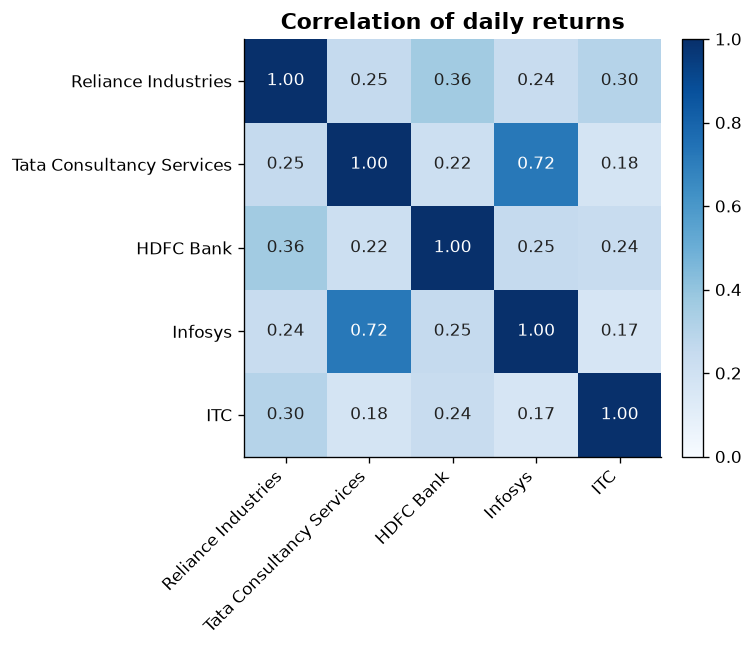 Correlation of daily returns
Reliance Industries 1.00 0.25 0.36 0.24 0.30
Tata Consultancy Services 0.25 1.00 0.22 0.72 0.18
HDFC Bank 0.36 0.22 1.00 0.25 0.24
Infosys 0.24 0.72 0.25 1.00 0.17
ITC 0.30 0.18 0.24 0.17 1.00
Reliance Industries
Tata Consultancy Services
HDFC Bank
Infosys
ITC
1.0
0.8
0.6
0.4
0.2
0.0